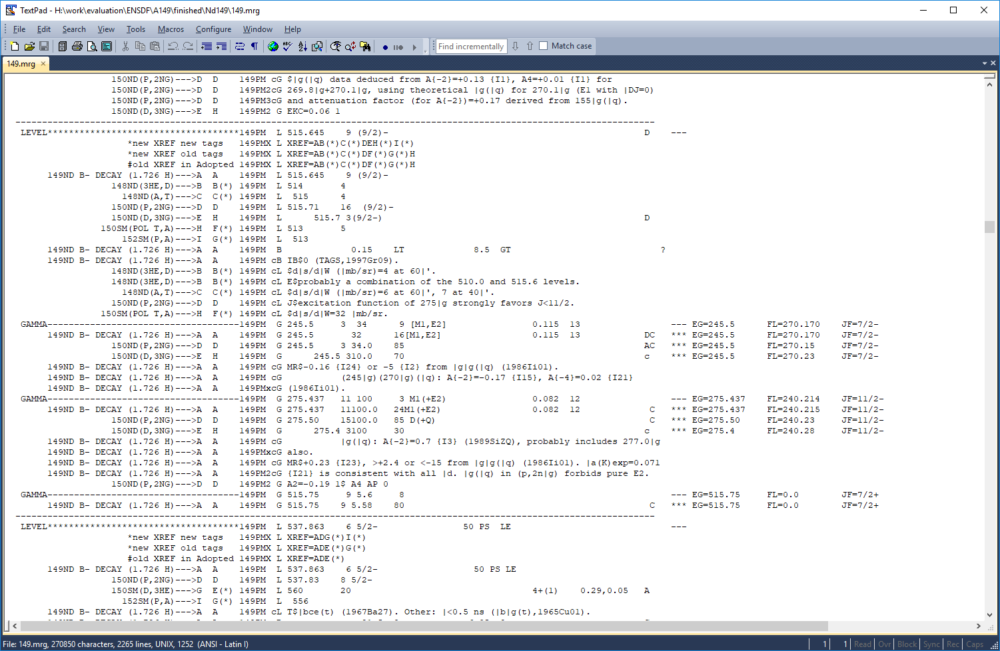 TextPad - H:\work\evaluation\ENSDF\A149\finished\Nd149\149.mrg
File Edit Search View Tools Macros Configure Window Help
Find incrementally Match case
149.mrg
150ND(P,2NG)--->D D 149PM cG $|g(|q) data deduced from A{-2}=+0.13 {I1}, A4=+0.01 {I1} for
150ND(P,2NG)--->D D 149PM2cG 269.8|g+270.1|g, using theoretical |g(|q) for 270.1|g (E1 with |DJ=0)
150ND(P,2NG)--->D D 149PM3cG and attenuation factor (for A{-2})=+0.17 derived from 155|g(|q).
150ND(D,3NG)--->E H 149PM2 G EKC=0.06 1
------------------------------------------------------------------------------------------------------------------------
LEVEL************************************149PM L 515.645 9 (9/2)- D ---
*new XREF new tags 149PMX L XREF=AB(*)C(*)DEH(*)I(*)
*new XREF old tags 149PMX L XREF=AB(*)C(*)DF(*)G(*)H
#old XREF in Adopted 149PMX L XREF=AB(*)C(*)DF(*)G(*)H
149ND B- DECAY (1.726 H)--->A A 149PM L 515.645 9 (9/2)-
148ND(3HE,D)--->B B(*) 149PM L 514 4
148ND(A,T)--->C C(*) 149PM L 515 4
150ND(P,2NG)--->D D 149PM L 515.71 16 (9/2)-
150ND(D,3NG)--->E H 149PM L 515.7 3(9/2-) D
150SM(POL T,A)--->H F(*) 149PM L 513 5
152SM(P,A)--->I G(*) 149PM L 513
149ND B- DECAY (1.726 H)--->A A 149PM B 0.15 LT 8.5 GT ?
149ND B- DECAY (1.726 H)--->A A 149PM cB IB$0 (TAGS,1997Gr09).
148ND(3HE,D)--->B B(*) 149PM cL $d|s/d|W (|mb/sr)=4 at 60|'.
148ND(3HE,D)--->B B(*) 149PM cL E$probably a combination of the 510.0 and 515.6 levels.
148ND(A,T)--->C C(*) 149PM cL $d|s/d|W (|mb/sr)=6 at 60|', 7 at 40|'.
150ND(P,2NG)--->D D 149PM cL J$excitation function of 275|g strongly favors J<11/2.
150SM(POL T,A)--->H F(*) 149PM cL $d|s/d|W=32 |mb/sr.
GAMMA------------------------------------149PM G 245.5 3 34 9 [M1,E2] 0.115 13 --- EG=245.5 FL=270.170 JF=7/2-
149ND B- DECAY (1.726 H)--->A A 149PM G 245.5 32 16[M1,E2] 0.115 13 DC *** EG=245.5 FL=270.170 JF=7/2-
150ND(P,2NG)--->D D 149PM G 245.5 3 34.0 85 AC *** EG=245.5 FL=270.15 JF=7/2-
150ND(D,3NG)--->E H 149PM G 245.5 310.0 70 c *** EG=245.5 FL=270.23 JF=7/2-
149ND B- DECAY (1.726 H)--->A A 149PM cG MR$-0.16 {I24} or -5 {I2} from |g|g(|q) (1986Ii01).
149ND B- DECAY (1.726 H)--->A A 149PM cG (245|g)(270|g)(|q): A{-2}=-0.17 {I15}, A{-4}=0.02 {I21}
149ND B- DECAY (1.726 H)--->A A 149PMxcG (1986Ii01).
GAMMA------------------------------------149PM G 275.437 11 100 3 M1(+E2) 0.082 12 --- EG=275.437 FL=240.214 JF=11/2-
149ND B- DECAY (1.726 H)--->A A 149PM G 275.437 11100.0 24M1(+E2) 0.082 12 C *** EG=275.437 FL=240.215 JF=11/2-
150ND(P,2NG)--->D D 149PM G 275.50 15100.0 85 D(+Q) C *** EG=275.50 FL=240.23 JF=11/2-
150ND(D,3NG)--->E H 149PM G 275.4 3100 30 c *** EG=275.4 FL=240.28 JF=11/2-
149ND B- DECAY (1.726 H)--->A A 149PM cG |g(|q): A{-2}=0.7 {I3} (1989SiZQ), probably includes 277.0|g
149ND B- DECAY (1.726 H)--->A A 149PMxcG also.
149ND B- DECAY (1.726 H)--->A A 149PM cG MR$+0.23 {I23}, >+2.4 or <-15 from |g|g(|q) (1986Ii01). |a(K)exp=0.071
149ND B- DECAY (1.726 H)--->A A 149PM2cG {I21} is consistent with all |d. |g(|q) in (p,2n|g) forbids pure E2.
150ND(P,2NG)--->D D 149PM2 G A2=-0.19 1$ A4 AP 0
GAMMA------------------------------------149PM G 515.75 9 5.6 8 --- EG=515.75 FL=0.0 JF=7/2+
149ND B- DECAY (1.726 H)--->A A 149PM G 515.75 9 5.58 80 C *** EG=515.75 FL=0.0 JF=7/2+
------------------------------------------------------------------------------------------------------------------------
LEVEL************************************149PM L 537.863 6 5/2- 50 PS LE ---
*new XREF new tags 149PMX L XREF=ADG(*)I(*)
*new XREF old tags 149PMX L XREF=ADE(*)G(*)
#old XREF in Adopted 149PMX L XREF=ADE(*)
149ND B- DECAY (1.726 H)--->A A 149PM L 537.863 6 5/2- 50 PS LE
150ND(P,2NG)--->D D 149PM L 537.83 8 5/2-
150SM(D,3HE)--->G E(*) 149PM L 560 20 4+(1) 0.29,0.05 A
152SM(P,A)--->I G(*) 149PM L 556
149ND B- DECAY (1.726 H)--->A A 149PM cL T$|bce(t) (1967Ba27). Other: |<0.5 ns (|b|g(t),1965Cu01).
File: 149.mrg, 270850 characters, 2265 lines, UNIX, 1252 (ANSI - Latin I) 1 1 Read Ovr Block Sync Rec Caps